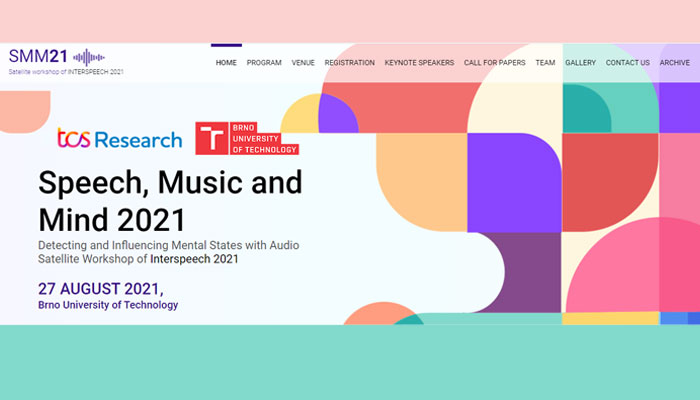 SMM21
Satellite workshop of INTERSPEECH 2021
HOME PROGRAM VENUE REGISTRATION KEYNOTE SPEAKERS CALL FOR PAPERS TEAM GALLERY CONTACT US ARCHIVE
tcs Research
T BRNO
UNIVERSITY
OF TECHNOLOGY
Speech, Music and
Mind 2021
Detecting and Influencing Mental States with Audio
Satellite Workshop of Interspeech 2021
27 AUGUST 2021,
Brno University of Technology